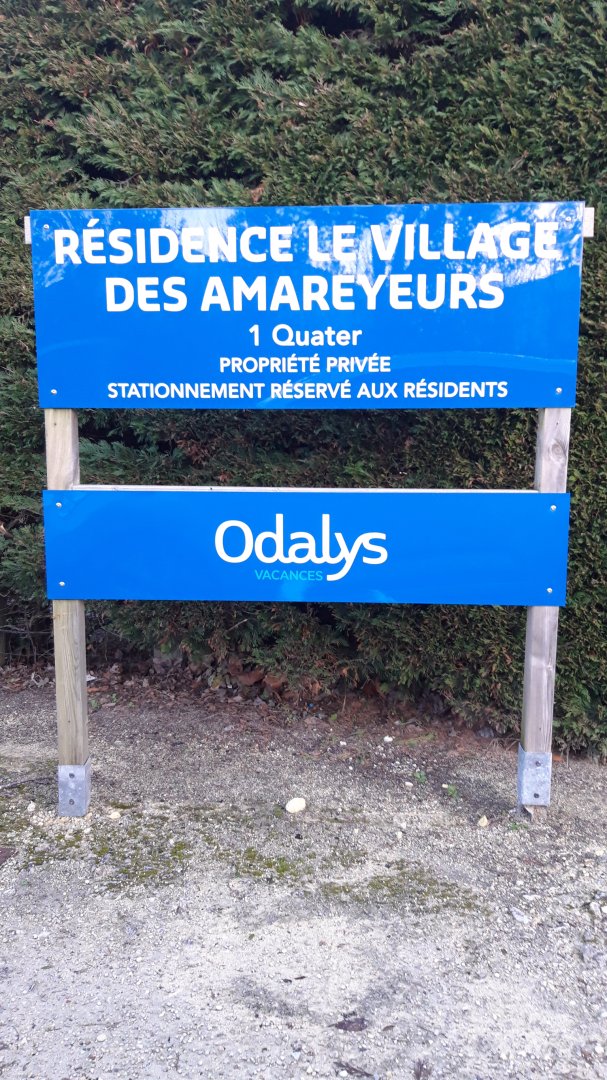 RÉSIDENCE LE VILLAGE
DES AMAREYEURS
1 Quater
PROPRIÉTÉ PRIVÉE
STATIONNEMENT RÉSERVÉ AUX RÉSIDENTS
Odalys
VACANCES